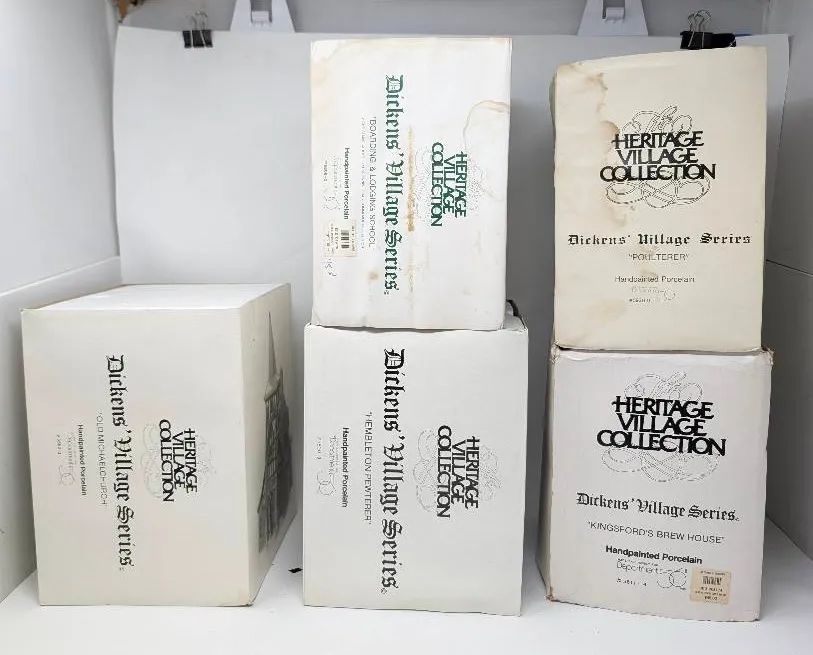 Dickens' Village Series
"OLD MICHAELCHURCH"
Handpainted Porcelain
HERITAGE
VILLAGE
COLLECTION
HERITAGE
VILLAGE
COLLECTION
Dickens' Village Series
"BOARDING & LODGING SCHOOL"
Handpainted Porcelain
HERITAGE
VILLAGE
COLLECTION
Dickens' Village Series
"HEMBLETON PEWTERER"
Handpainted Porcelain
HERITAGE
VILLAGE
COLLECTION
Dickens' Village Series
"POULTERER"
Handpainted Porcelain
HERITAGE
VILLAGE
COLLECTION
Dickens' Village Series
"KINGSFORD'S BREW HOUSE"
Handpainted Porcelain
Department